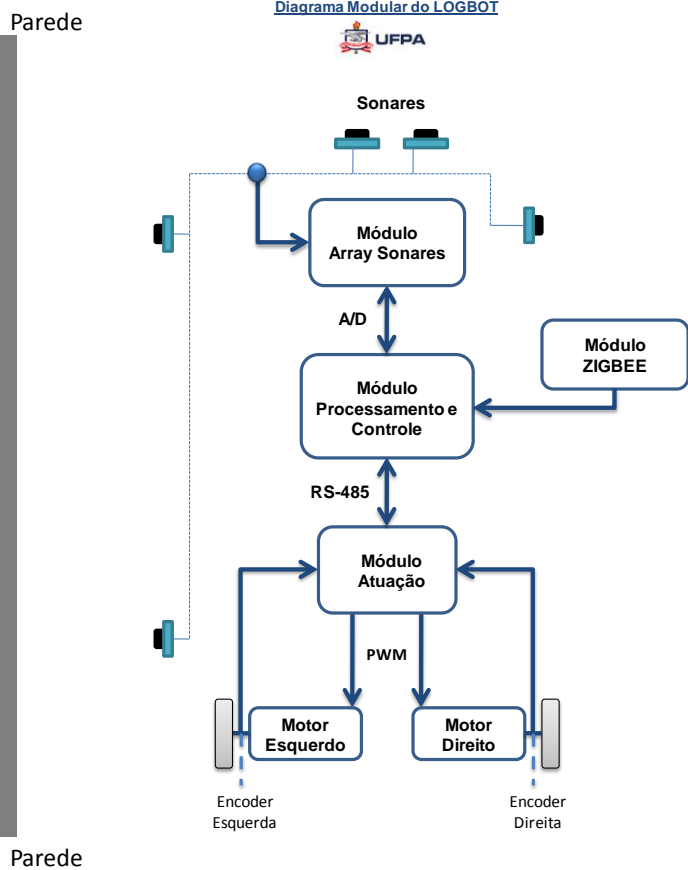 Diagrama Modular do LOGBOT
Parede
UFPA
Sonares
Módulo
Array Sonares
A/D
Módulo
ZIGBEE
Módulo
Processamento e
Controle
RS-485
Módulo
Atuação
PWM
Motor
Esquerdo
Motor
Direito
Encoder
Esquerda
Encoder
Direita
Parede